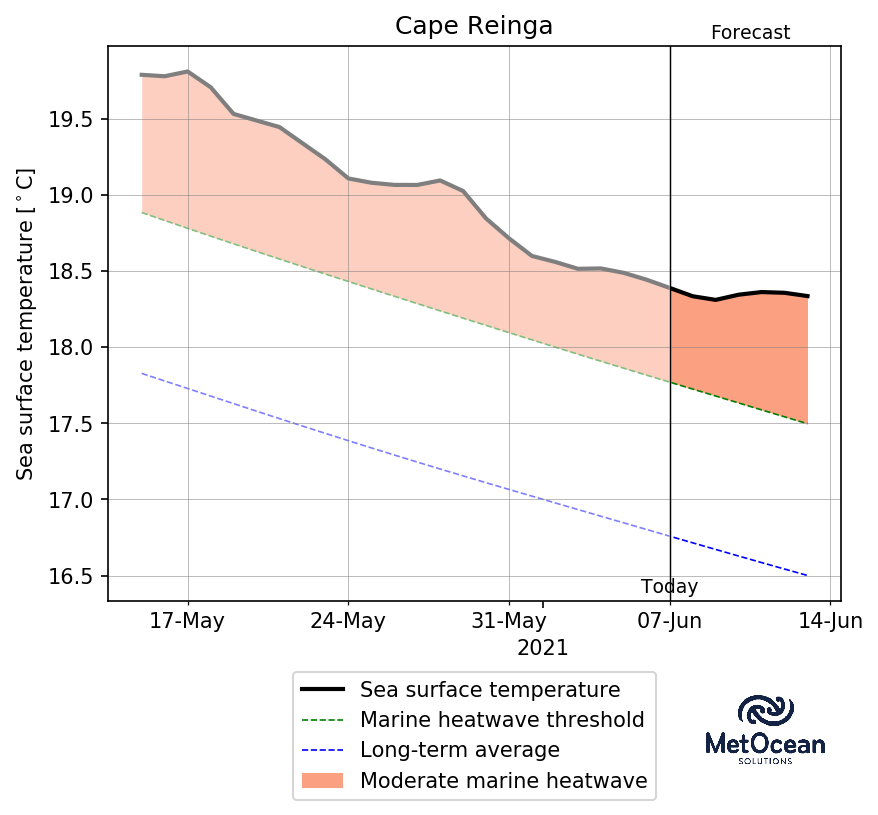 Cape Reinga
Forecast
Sea surface temperature [°C]
19.5
19.0
18.5
18.0
17.5
17.0
16.5
Today
17-May
24-May
31-May
07-Jun
14-Jun
2021
Sea surface temperature
Marine heatwave threshold
Long-term average
Moderate marine heatwave
MetOcean
SOLUTIONS